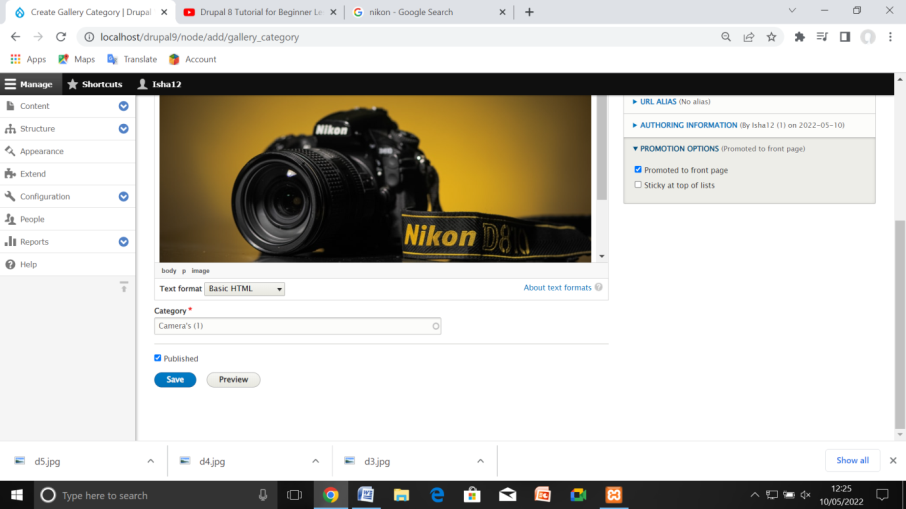 Create Gallery Category | Drupal
Drupal 8 Tutorial for Beginner Le
nikon - Google Search
localhost/drupal9/node/add/gallery_category
Apps
Maps
Translate
Account
Manage
Shortcuts
Isha12
Content
Structure
Appearance
Extend
Configuration
People
Reports
Help
Nikon
Nikon
body p image
Text format
Basic HTML
About text formats
Category *
Camera's (1)
Published
Save
Preview
URL ALIAS (No alias)
AUTHORING INFORMATION (By Isha12 (1) on 2022-05-10)
PROMOTION OPTIONS (Promoted to front page)
Promoted to front page
Sticky at top of lists
d5.jpg
d4.jpg
d3.jpg
Show all
Type here to search
12:25
10/05/2022